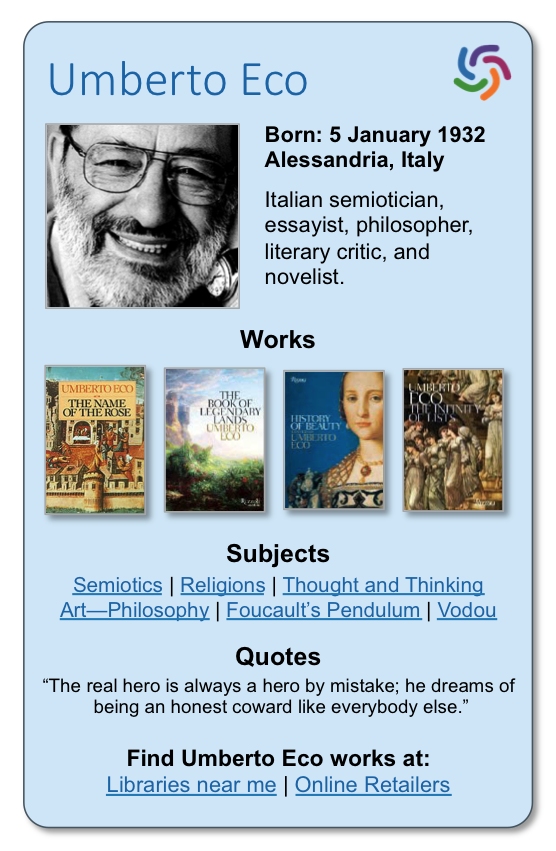 Umberto Eco
Born: 5 January 1932
Alessandria, Italy
Italian semiotician,
essayist, philosopher,
literary critic, and
novelist.
Works
UMBERTO ECO
THE NAME
OF THE ROSE
THE
BOOK OF
LEGENDARY
LANDS
UMBERTO
ECO
HISTORY
OF BEAUTY
UMBERTO
ECO
UMBERTO
ECO
THE INFINITY
OF LISTS
Subjects
Semiotics | Religions | Thought and Thinking
Art—Philosophy | Foucault’s Pendulum | Vodou
Quotes
“The real hero is always a hero by mistake; he dreams of
being an honest coward like everybody else.”
Find Umberto Eco works at:
Libraries near me | Online Retailers